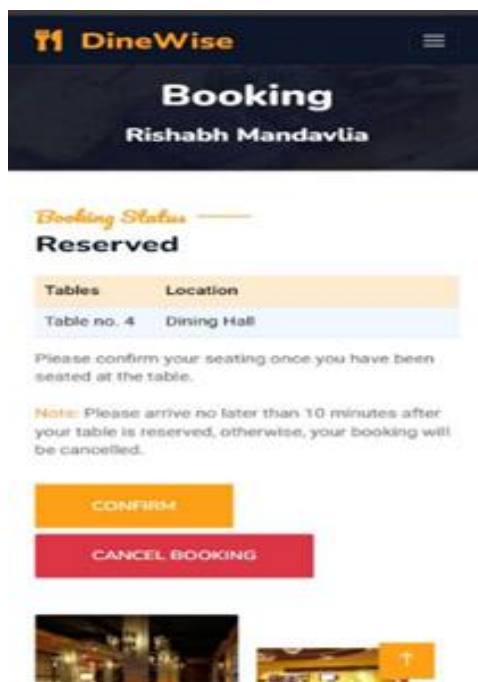 DineWise
Booking
Rishabh Mandavlia
Booking Status
Reserved
Tables Location
Table no. 4 Dining Hall
Please confirm your seating once you have been
seated at the table.
Note: Please arrive no later than 10 minutes after
your table is reserved, otherwise, your booking will
be cancelled.
CONFIRM
CANCEL BOOKING